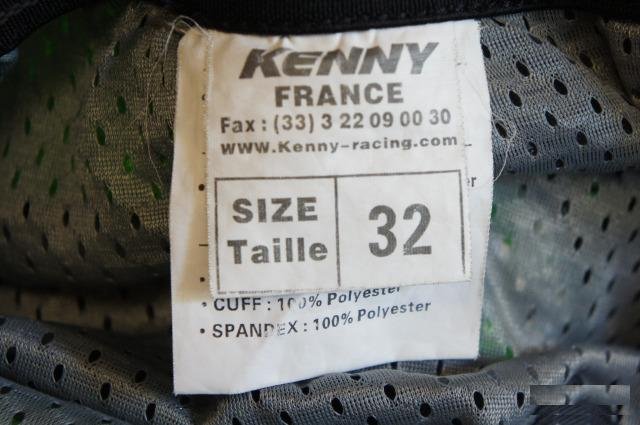 KENNY
FRANCE
Fax : (33) 3 22 09 00 30
www.Kenny-racing.com
SIZE
Taille
32
• CUFF : 100% Polyester
• SPANDEX : 100% Polyester